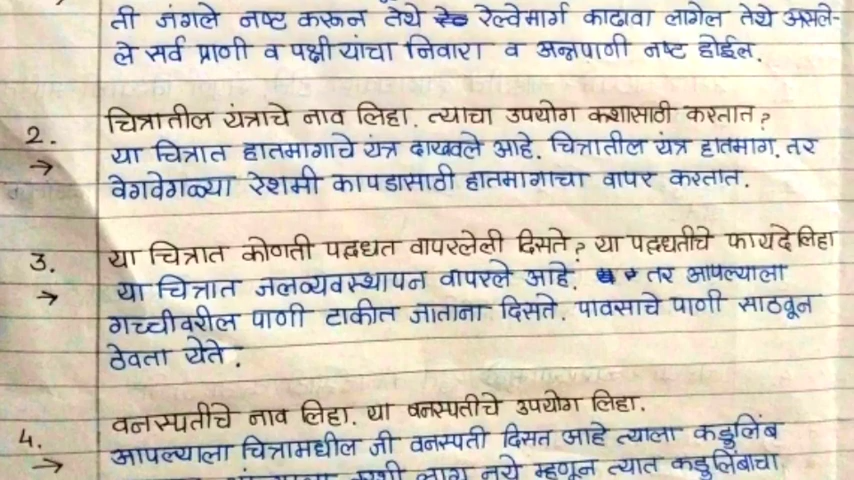 ती जंगले नष्ट करून तेथे रेल्वेमार्ग काढावा लागेल तेथे असले-
ले सर्व प्राणी व पक्षी यांचा निवारा व अन्नपाणी नष्ट होईल.
2. चित्रातील यंत्राचे नाव लिहा. त्याचा उपयोग कशासाठी करतात?
→ या चित्रात हातमागाचे यंत्र दाखवले आहे. चित्रातील यंत्र हातमाग. तर
वेगवेगळ्या रेशमी कापडासाठी हातमागाचा वापर करतात.
3. या चित्रात कोणती पद्धधत वापरलेली दिसते? या पद्धधतीचे फायदे लिहा
→ या चित्रात जलव्यवस्थापन वापरले आहे. तर आपल्याला
गच्चीवरील पाणी टाकीत जाताना दिसते. पावसाचे पाणी साठवून
ठेवता येते.
4. वनस्पतीचे नाव लिहा. या वनस्पतीचे उपयोग लिहा.
→ आपल्याला चित्रामधील जी वनस्पती दिसत आहे त्याला कडुलिंब
लागू नये म्हणून त्यात कडुलिंबाचा